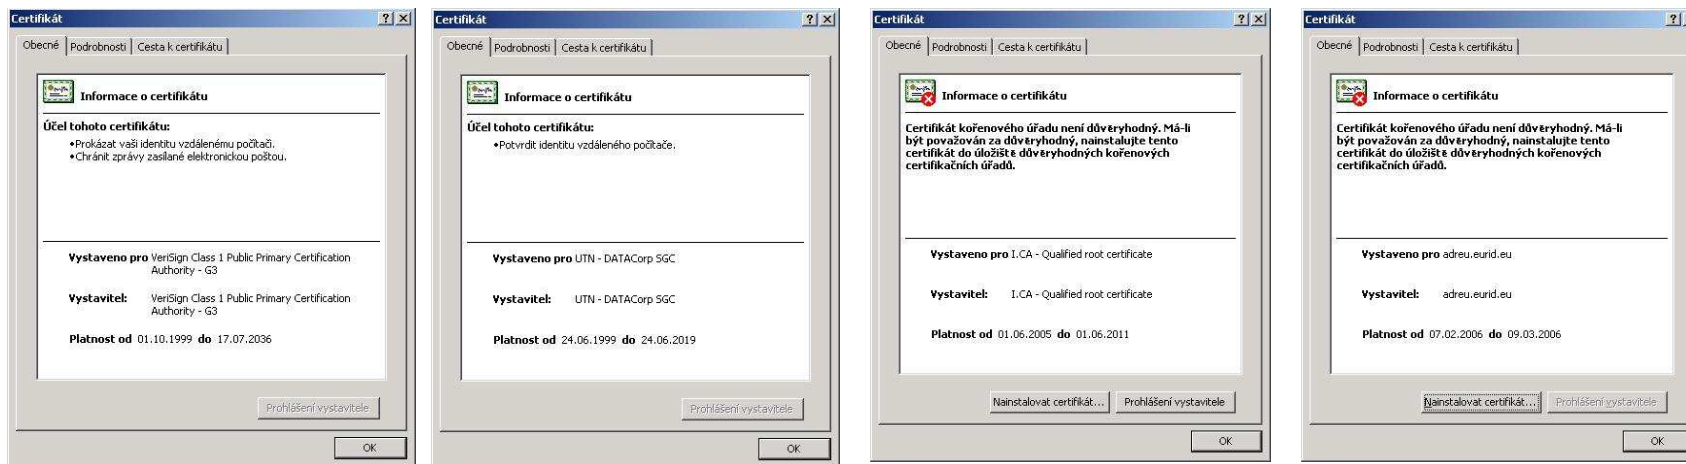 Certifikát
Obecné Podrobnosti Cesta k certifikátu
Informace o certifikátu
Účel tohoto certifikátu:
•Prokázat vaši identitu vzdálenému počítači.
•Chránit zprávy zasílané elektronickou poštou.
Vystaveno pro VeriSign Class 1 Public Primary Certification
Authority - G3
Vystavitel: VeriSign Class 1 Public Primary Certification
Authority - G3
Platnost od 01.10.1999 do 17.07.2036
Prohlášení vystavitele
OK
Certifikát
Obecné Podrobnosti Cesta k certifikátu
Informace o certifikátu
Účel tohoto certifikátu:
•Potvrdit identitu vzdáleného počítače.
Vystaveno pro UTN - DATACorp SGC
Vystavitel: UTN - DATACorp SGC
Platnost od 24.06.1999 do 24.06.2019
Prohlášení vystavitele
OK
Certifikát
Obecné Podrobnosti Cesta k certifikátu
Informace o certifikátu
Certifikát kořenového úřadu není důvěryhodný. Má-li
být považován za důvěryhodný, nainstalujte tento
certifikát do úložiště důvěryhodných kořenových
certifikačních úřadů.
Vystaveno pro I.CA - Qualified root certificate
Vystavitel: I.CA - Qualified root certificate
Platnost od 01.06.2005 do 01.06.2011
Nainstalovat certifikát... Prohlášení vystavitele
OK
Certifikát
Obecné Podrobnosti Cesta k certifikátu
Informace o certifikátu
Certifikát kořenového úřadu není důvěryhodný. Má-li
být považován za důvěryhodný, nainstalujte tento
certifikát do úložiště důvěryhodných kořenových
certifikačních úřadů.
Vystaveno pro adreu.eurid.eu
Vystavitel: adreu.eurid.eu
Platnost od 07.02.2006 do 09.03.2006
Nainstalovat certifikát... Prohlášení vystavitele
OK